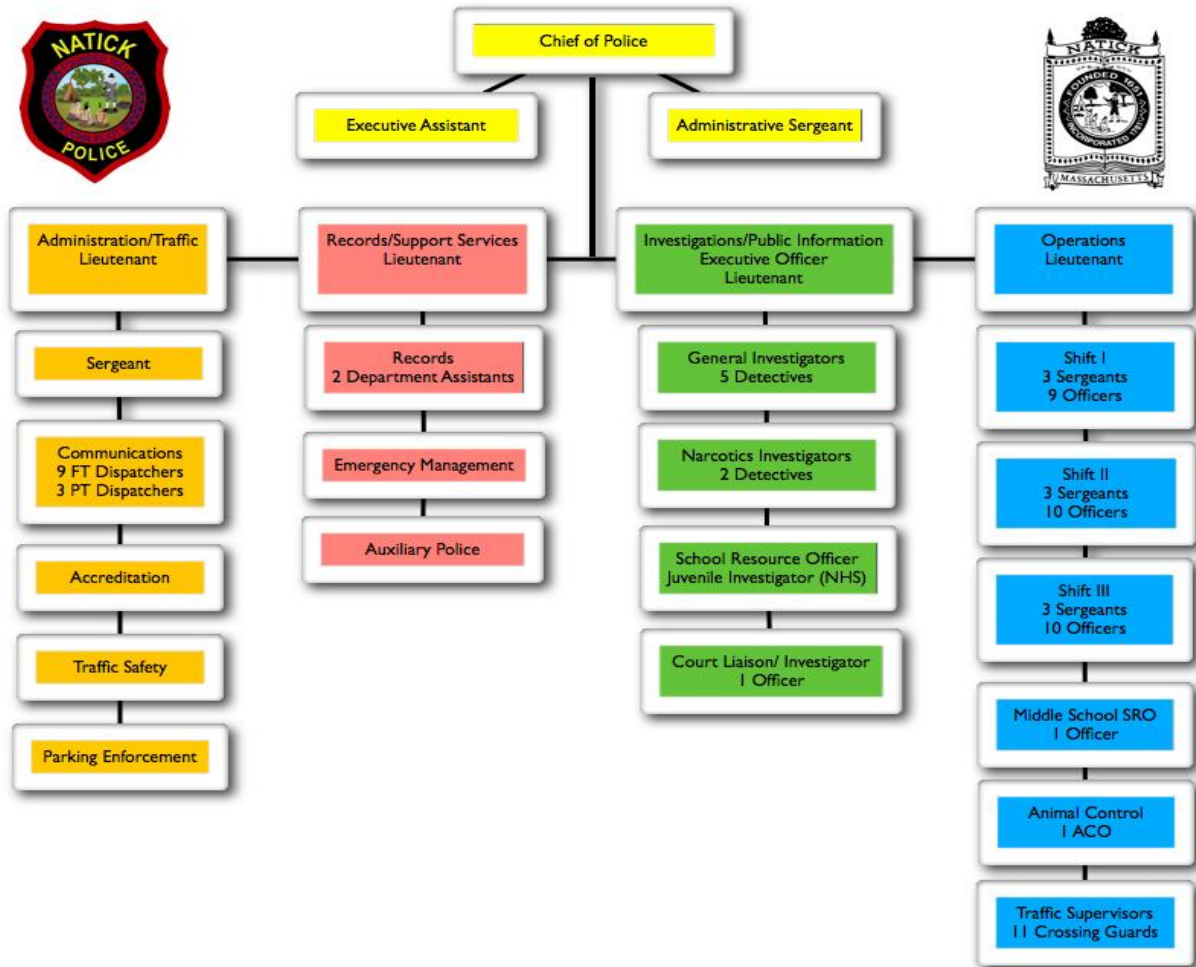 NATICK
POLICE
Chief of Police
NATICK
FOUNDED 1651
INCORPORATED 1781
MASSACHUSETTS
Executive Assistant
Administrative Sergeant
Administration/Traffic
Lieutenant
Records/Support Services
Lieutenant
Investigations/Public Information
Executive Officer
Lieutenant
Operations
Lieutenant
Sergeant
Communications
9 FT Dispatchers
3 PT Dispatchers
Accreditation
Traffic Safety
Parking Enforcement
Records
2 Department Assistants
Emergency Management
Auxiliary Police
General Investigators
5 Detectives
Narcotics Investigators
2 Detectives
School Resource Officer
Juvenile Investigator (NHS)
Court Liaison/ Investigator
1 Officer
Shift I
3 Sergeants
9 Officers
Shift II
3 Sergeants
10 Officers
Shift III
3 Sergeants
10 Officers
Middle School SRO
1 Officer
Animal Control
1 ACO
Traffic Supervisors
11 Crossing Guards